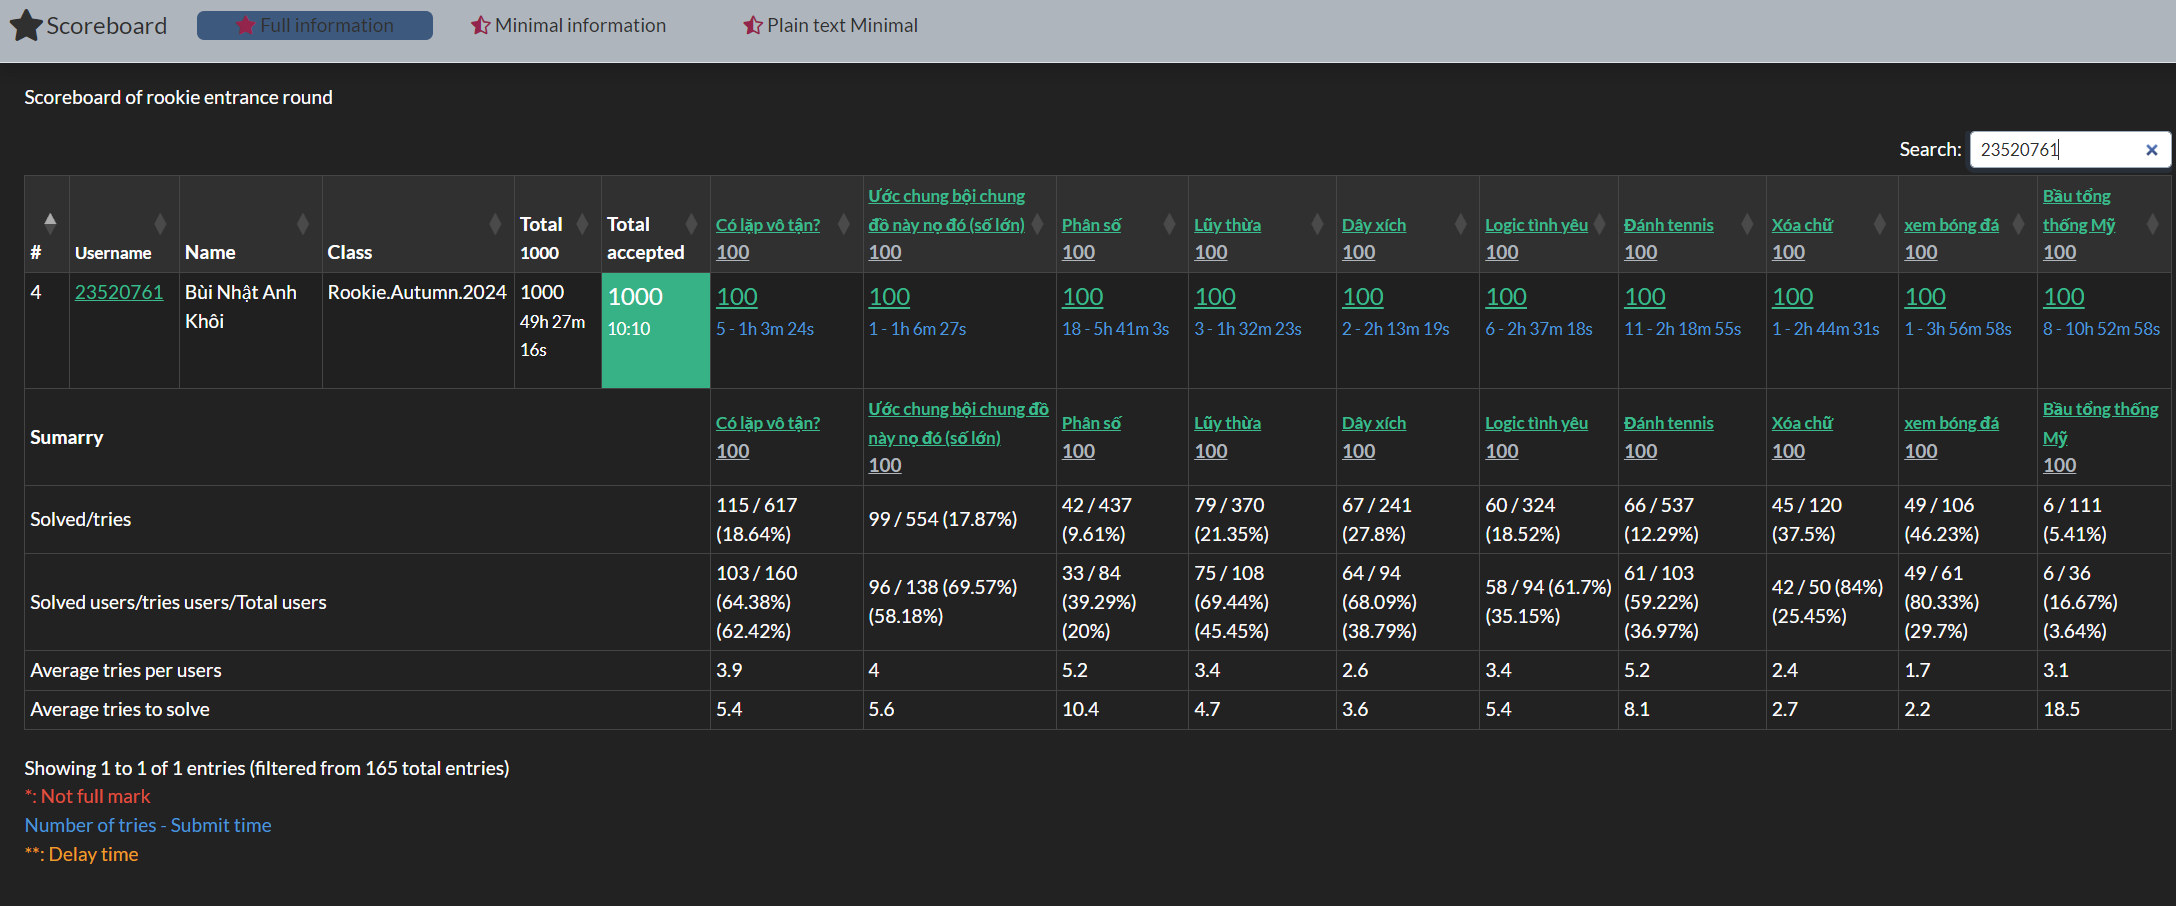 Scoreboard
Full information
Minimal information
Plain text Minimal
Scoreboard of rookie entrance round
Search: 23520761
#
Username
Name
Class
Total
1000
Total
accepted
Có lặp vô tận?
100
Ước chung bội chung
đồ này nọ đó (số lớn)
100
Phân số
100
Lũy thừa
100
Dây xích
100
Logic tình yêu
100
Đánh tennis
100
Xóa chữ
100
xem bóng đá
100
Bầu tổng
thống Mỹ
100
4
23520761
Bùi Nhật Anh
Khôi
Rookie.Autumn.2024
1000
49h 27m
16s
1000
10:10
100
5 - 1h 3m 24s
100
1 - 1h 6m 27s
100
18 - 5h 41m 3s
100
3 - 1h 32m 23s
100
2 - 2h 13m 19s
100
6 - 2h 37m 18s
100
11 - 2h 18m 55s
100
1 - 2h 44m 31s
100
1 - 3h 56m 58s
100
8 - 10h 52m 58s
Sumarry
Có lặp vô tận?
100
Ước chung bội chung đồ
này nọ đó (số lớn)
100
Phân số
100
Lũy thừa
100
Dây xích
100
Logic tình yêu
100
Đánh tennis
100
Xóa chữ
100
xem bóng đá
100
Bầu tổng thống
Mỹ
100
Solved/tries
115 / 617
(18.64%)
99 / 554 (17.87%)
42 / 437
(9.61%)
79 / 370
(21.35%)
67 / 241
(27.8%)
60 / 324
(18.52%)
66 / 537
(12.29%)
45 / 120
(37.5%)
49 / 106
(46.23%)
6 / 111
(5.41%)
Solved users/tries users/Total users
103 / 160
(64.38%)
(62.42%)
96 / 138 (69.57%)
(58.18%)
33 / 84
(39.29%)
(20%)
75 / 108
(69.44%)
(45.45%)
64 / 94
(68.09%)
(38.79%)
58 / 94 (61.7%)
(35.15%)
61 / 103
(59.22%)
(36.97%)
42 / 50 (84%)
(25.45%)
49 / 61
(80.33%)
(29.7%)
6 / 36
(16.67%)
(3.64%)
Average tries per users
3.9
4
5.2
3.4
2.6
3.4
5.2
2.4
1.7
3.1
Average tries to solve
5.4
5.6
10.4
4.7
3.6
5.4
8.1
2.7
2.2
18.5
Showing 1 to 1 of 1 entries (filtered from 165 total entries)
*: Not full mark
Number of tries - Submit time
**: Delay time